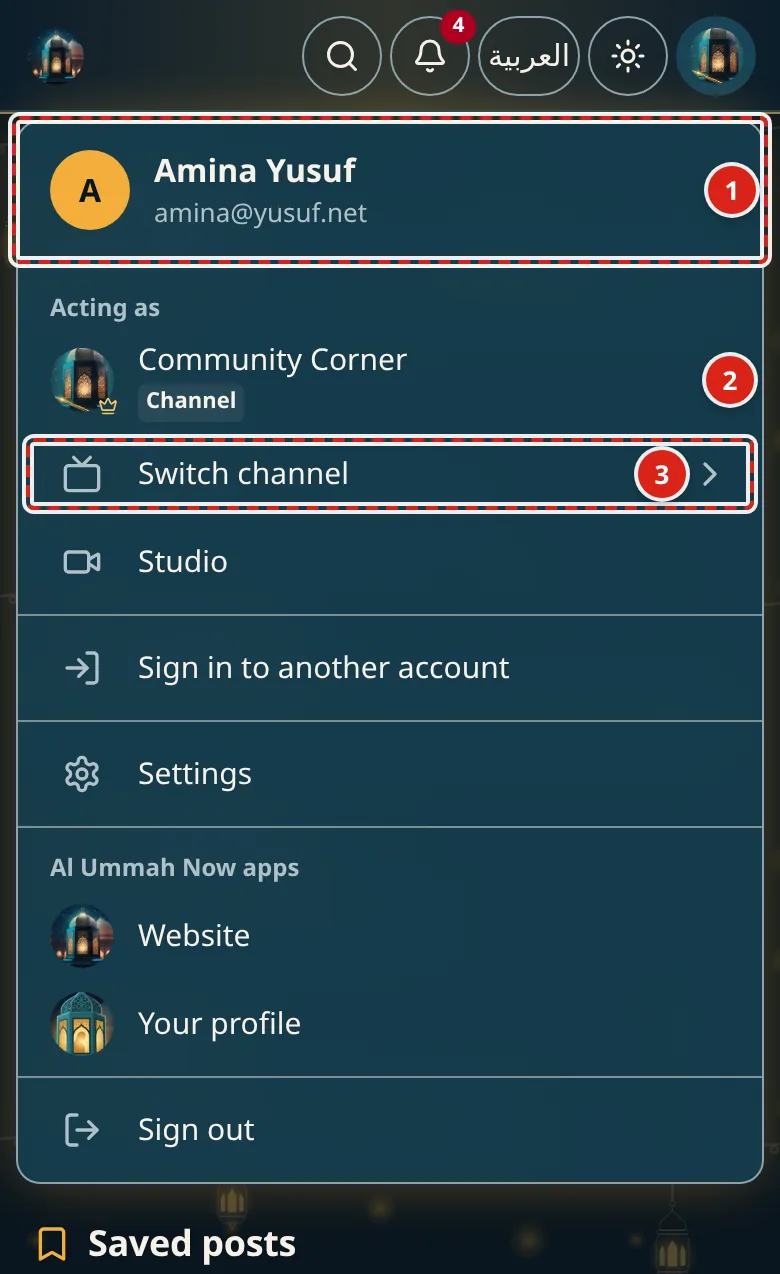 4
العربية
A
Amina Yusuf
amina@yusuf.net
1
Acting as
Community Corner
Channel
2
Switch channel
3
Studio
Sign in to another account
Settings
Al Ummah Now apps
Website
Your profile
Sign out
Saved posts